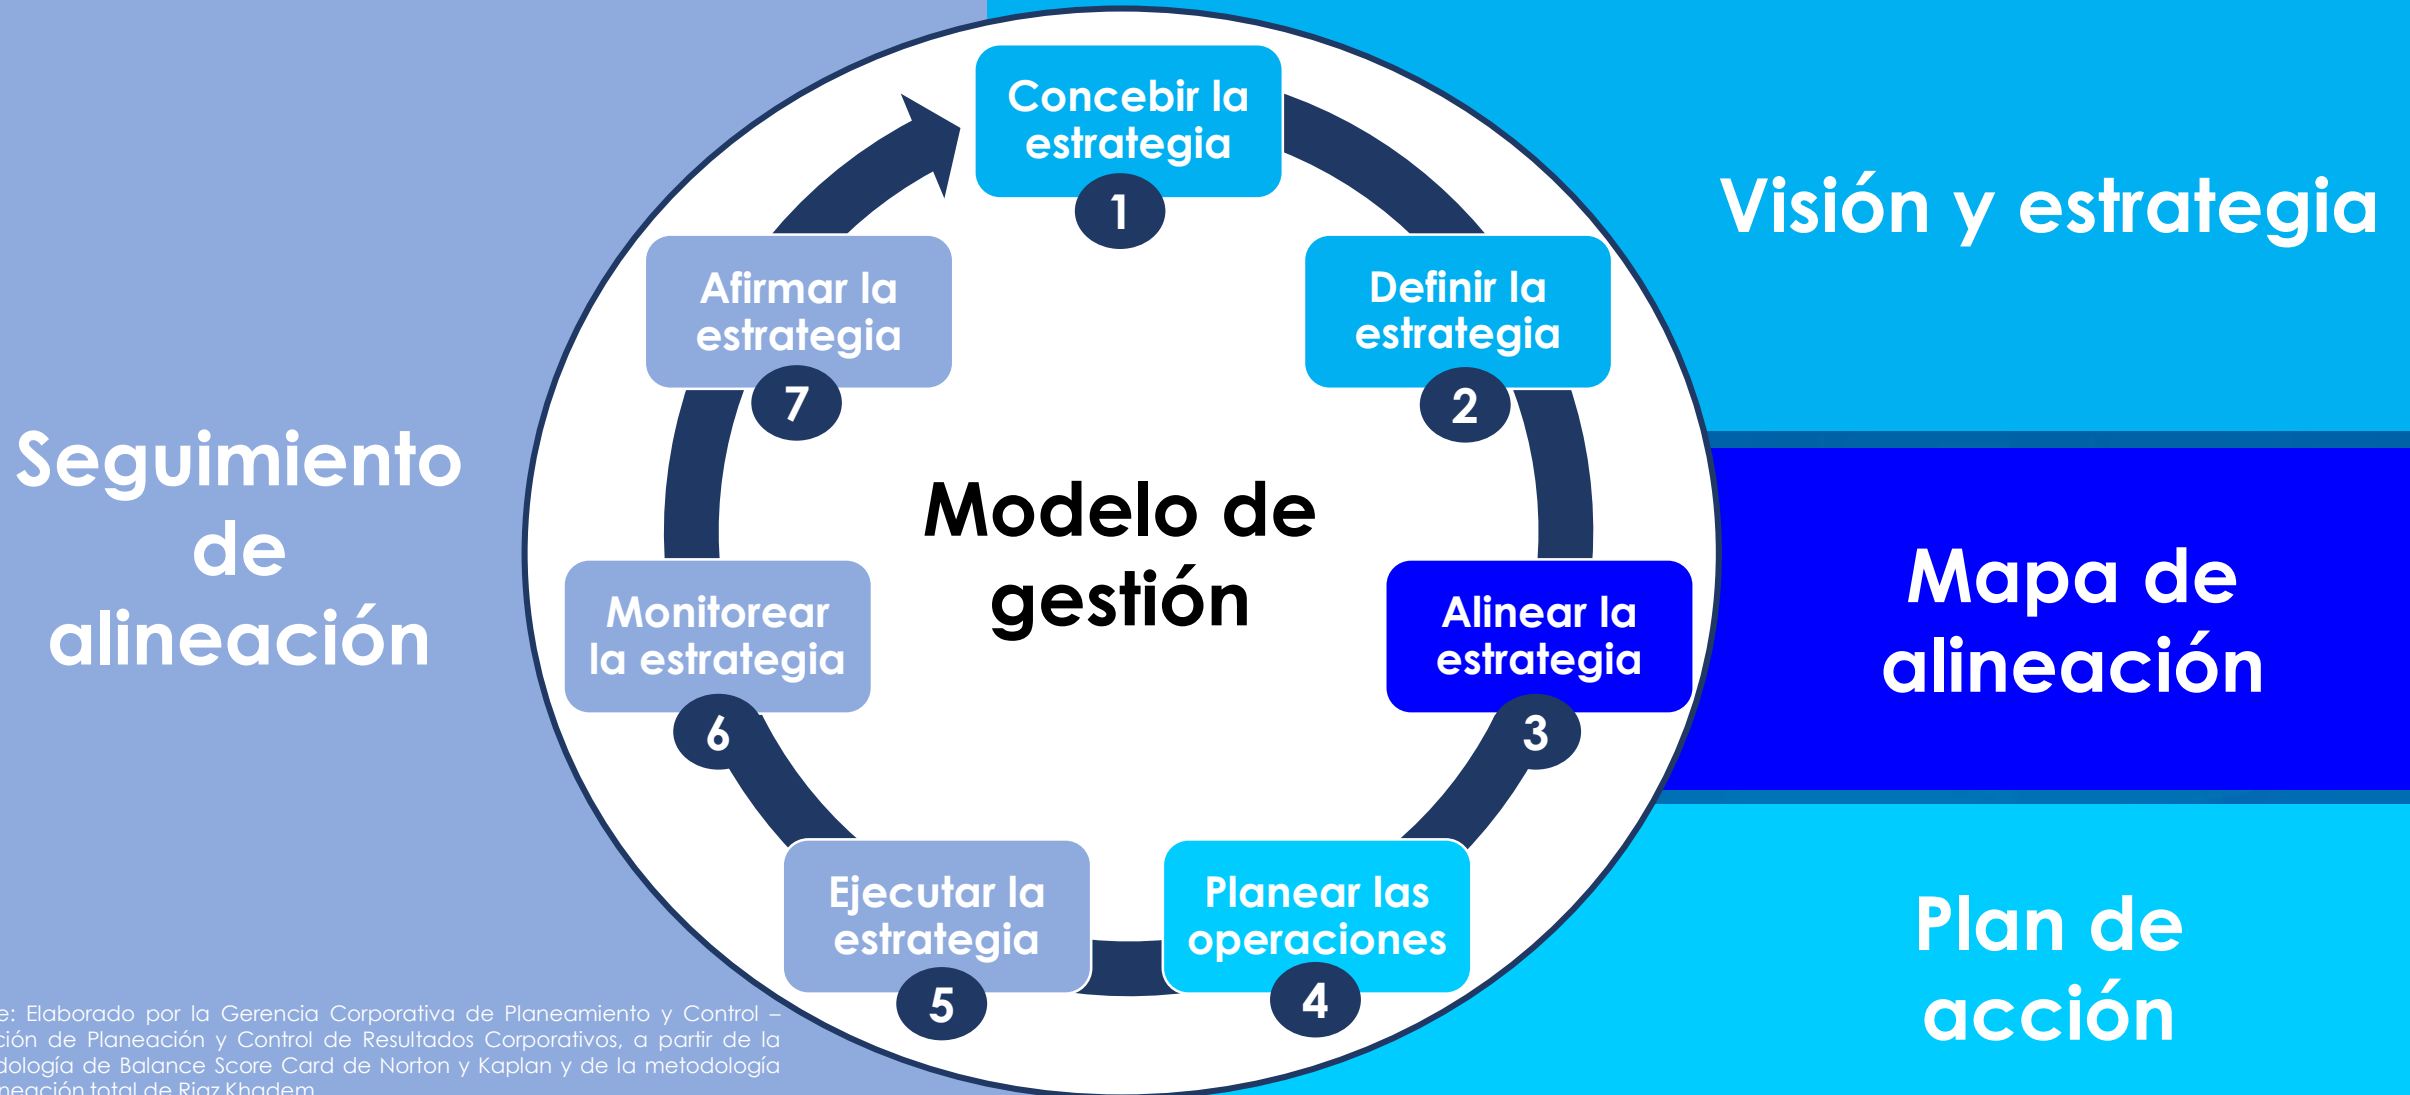 Concebir la
estrategia
1
Definir la
estrategia
2
Alinear la
estrategia
3
Planear las
operaciones
4
Ejecutar la
estrategia
5
Monitorear
la estrategia
6
Afirmar la
estrategia
7
Modelo de
gestión
Visión y estrategia
Mapa de
alineación
Plan de
acción
Seguimiento
de
alineación
Elaborado por la Gerencia Corporativa de Planeamiento y Control –
de Planeación y Control de Resultados Corporativos, a partir de la
de Balance Score Card de Norton y Kaplan y de la metodología
total de Riaz Khadem